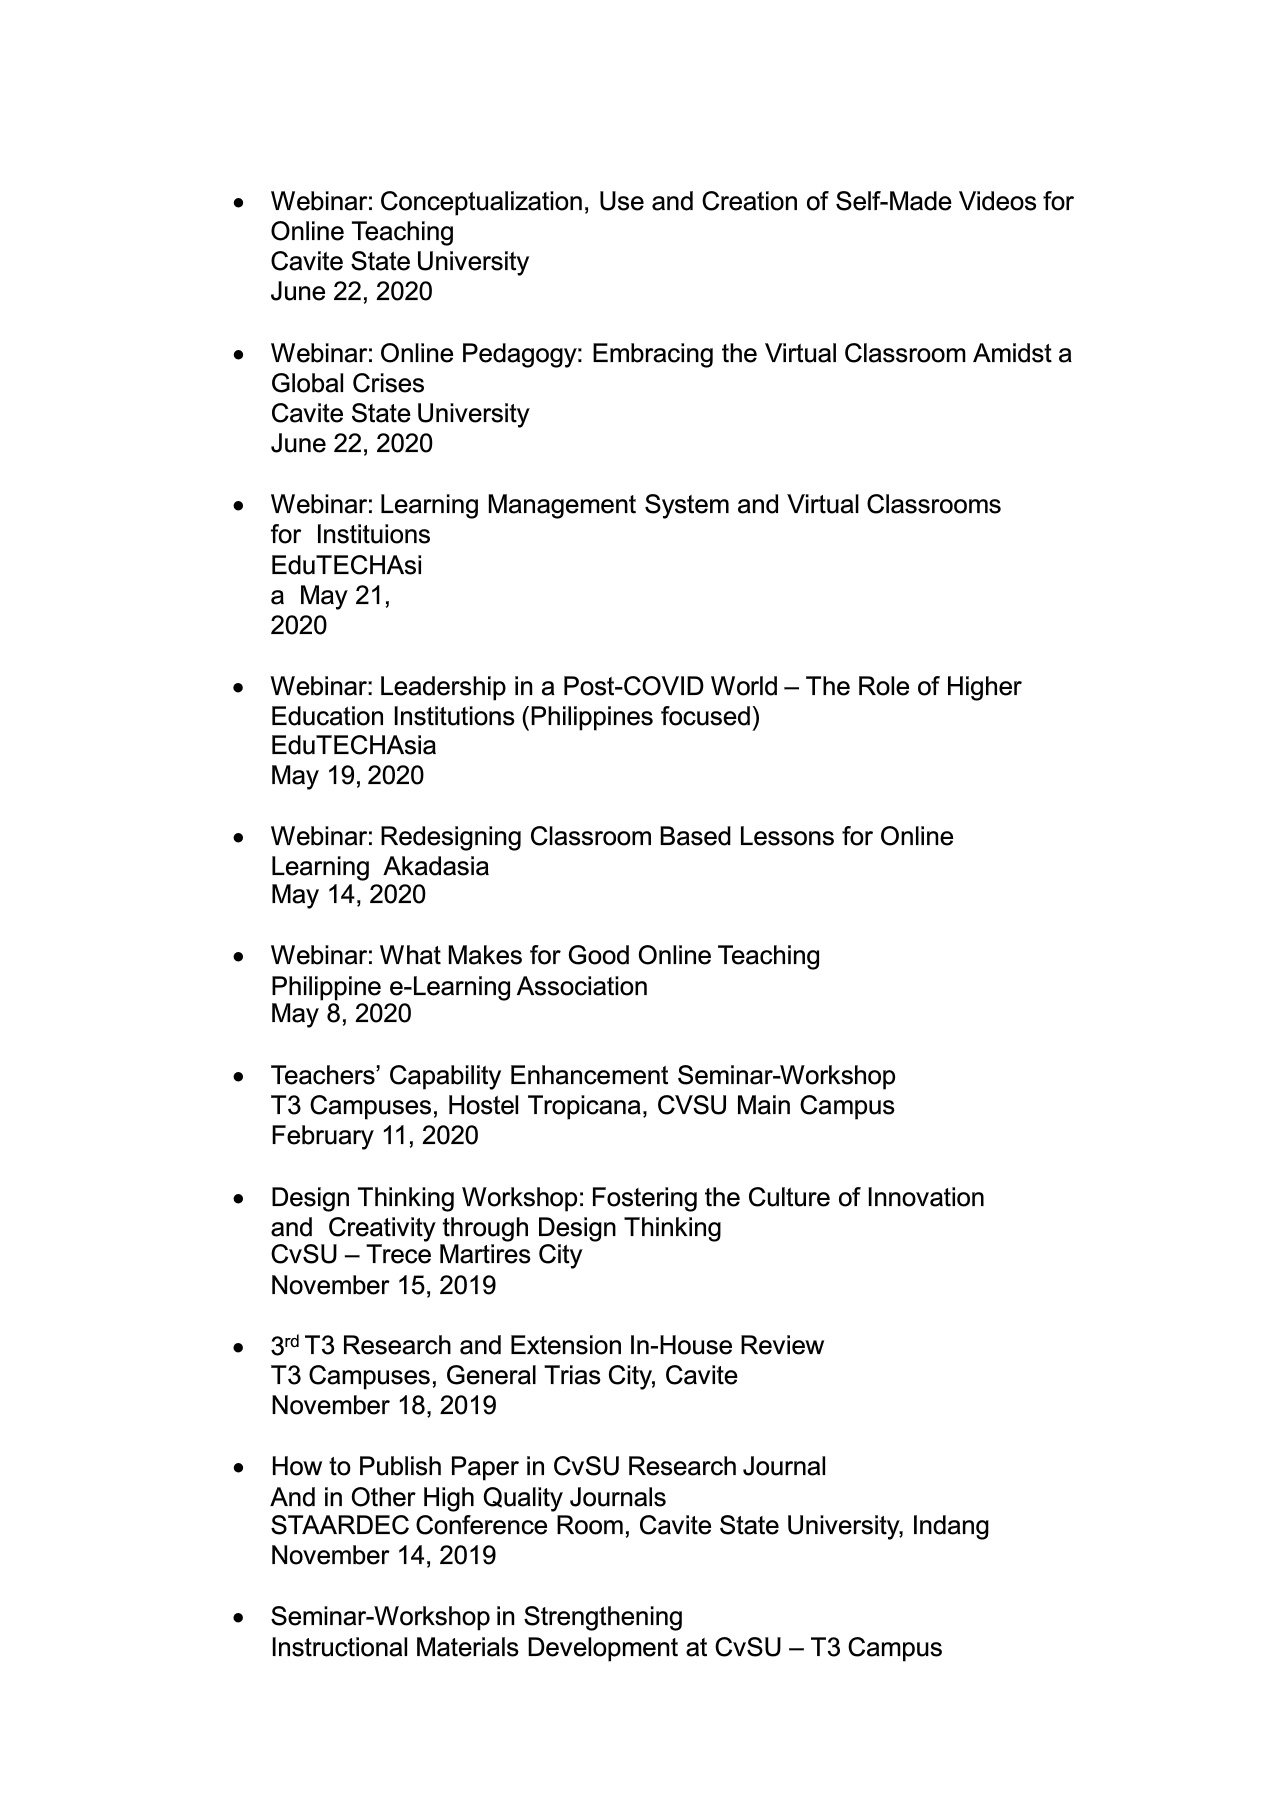 • Webinar: Conceptualization, Use and Creation of Self-Made Videos for
Online Teaching
Cavite State University
June 22, 2020
• Webinar: Online Pedagogy: Embracing the Virtual Classroom Amidst a
Global Crises
Cavite State University
June 22, 2020
• Webinar: Learning Management System and Virtual Classrooms
for Instituions
EduTECHAsi
a May 21,
2020
• Webinar: Leadership in a Post-COVID World – The Role of Higher
Education Institutions (Philippines focused)
EduTECHAsia
May 19, 2020
• Webinar: Redesigning Classroom Based Lessons for Online
Learning Akadasia
May 14, 2020
• Webinar: What Makes for Good Online Teaching
Philippine e-Learning Association
May 8, 2020
• Teachers’ Capability Enhancement Seminar-Workshop
T3 Campuses, Hostel Tropicana, CVSU Main Campus
February 11, 2020
• Design Thinking Workshop: Fostering the Culture of Innovation
and Creativity through Design Thinking
CvSU – Trece Martires City
November 15, 2019
• 3rd T3 Research and Extension In-House Review
T3 Campuses, General Trias City, Cavite
November 18, 2019
• How to Publish Paper in CvSU Research Journal
And in Other High Quality Journals
STAARDEC Conference Room, Cavite State University, Indang
November 14, 2019
• Seminar-Workshop in Strengthening
Instructional Materials Development at CvSU – T3 Campus